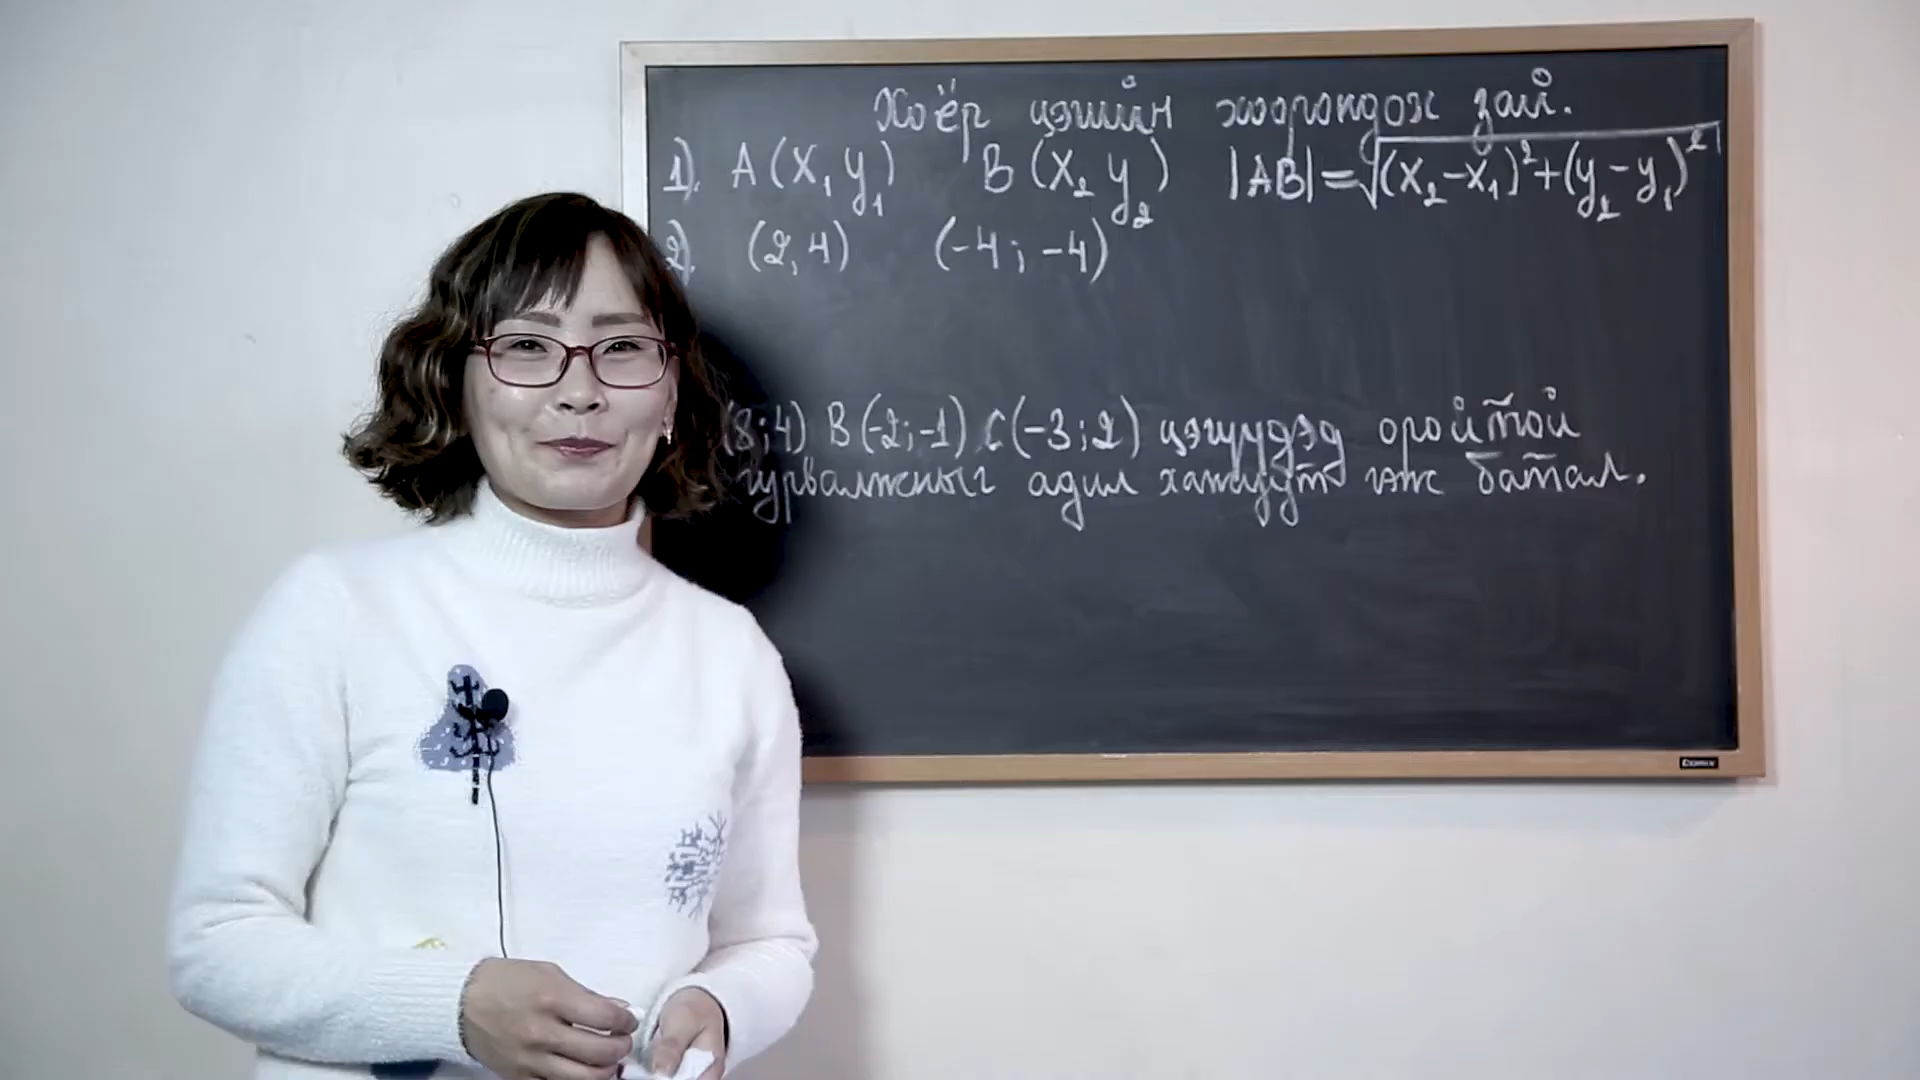 Хоёр цэгийн хоорондох зай.
1). A(x₁ y₁) B(x₂ y₂) |AB|=√(x₂-x₁)²+(y₂-y₁)²
2). (2,4) (-4; -4)
(8;4) B(-2;-1) C(-3;2) цэгүүдэд оройтой
гурвалжныг адил хажуут гэж батал.
Comix